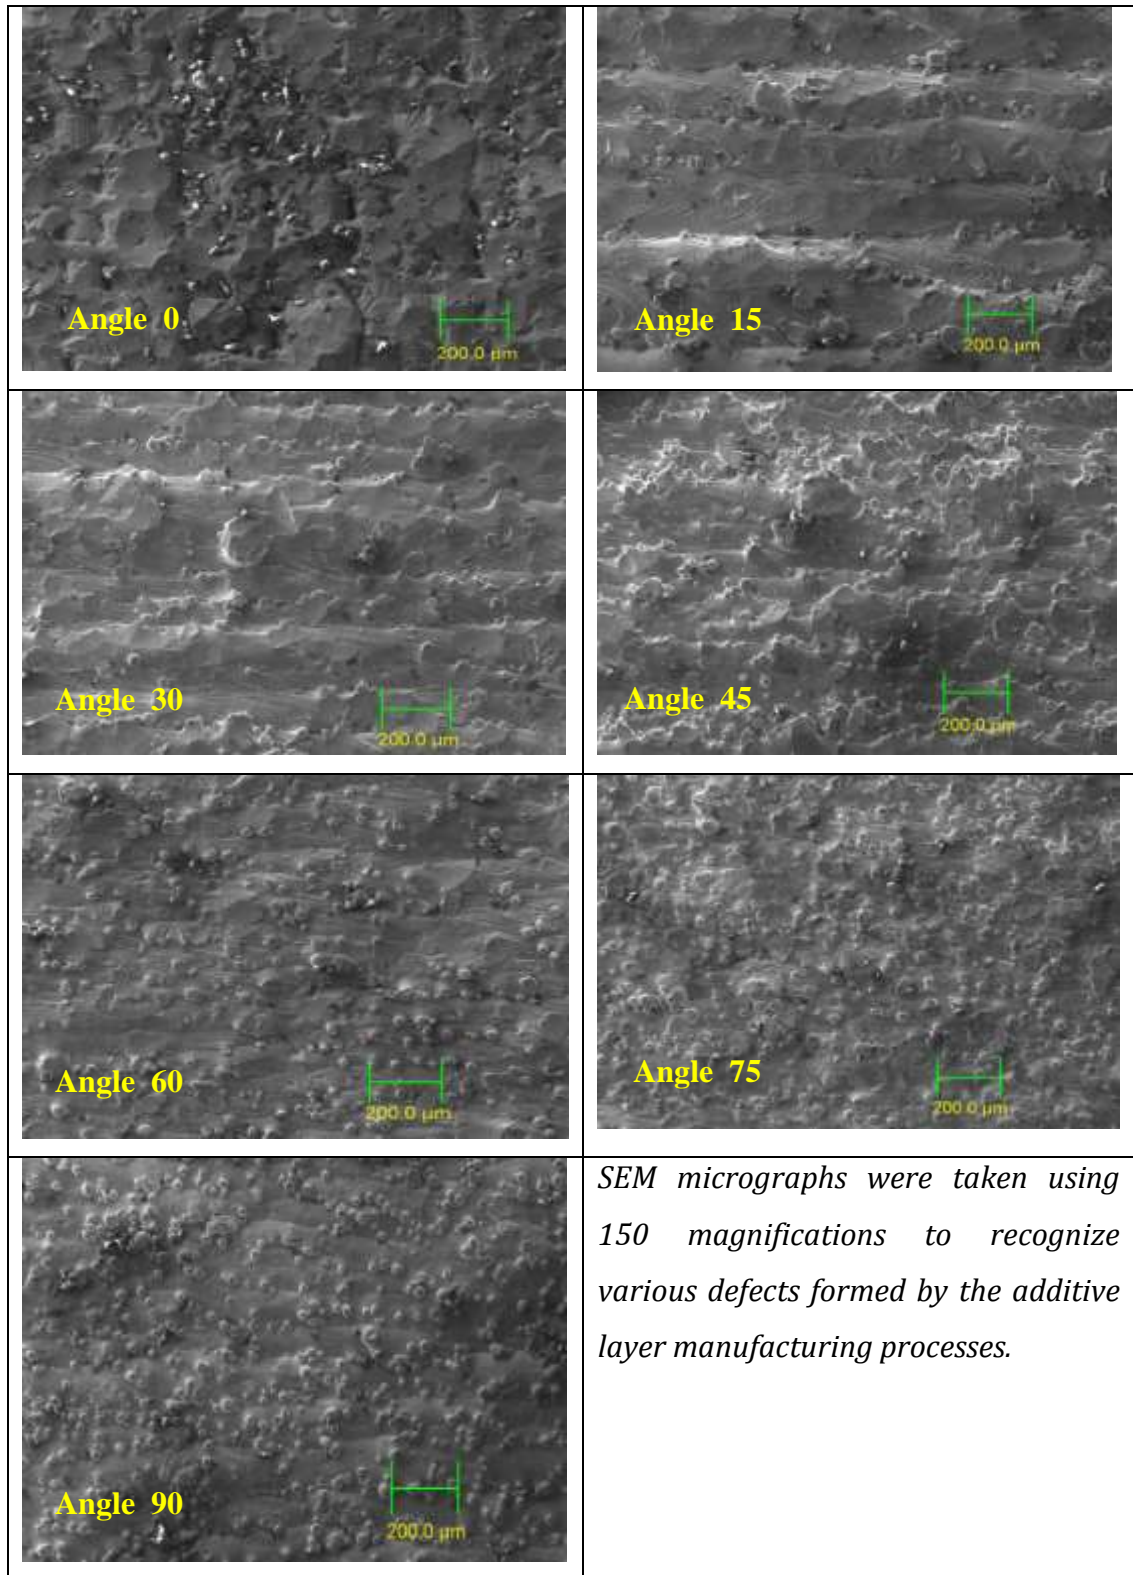 Angle 0
200.0 µm
Angle 15
200.0 µm
Angle 30
200.0 µm
Angle 45
200.0 µm
Angle 60
200.0 µm
Angle 75
200.0 µm
Angle 90
200.0 µm
SEM micrographs were taken using
150 magnifications to recognize
various defects formed by the additive
layer manufacturing processes.